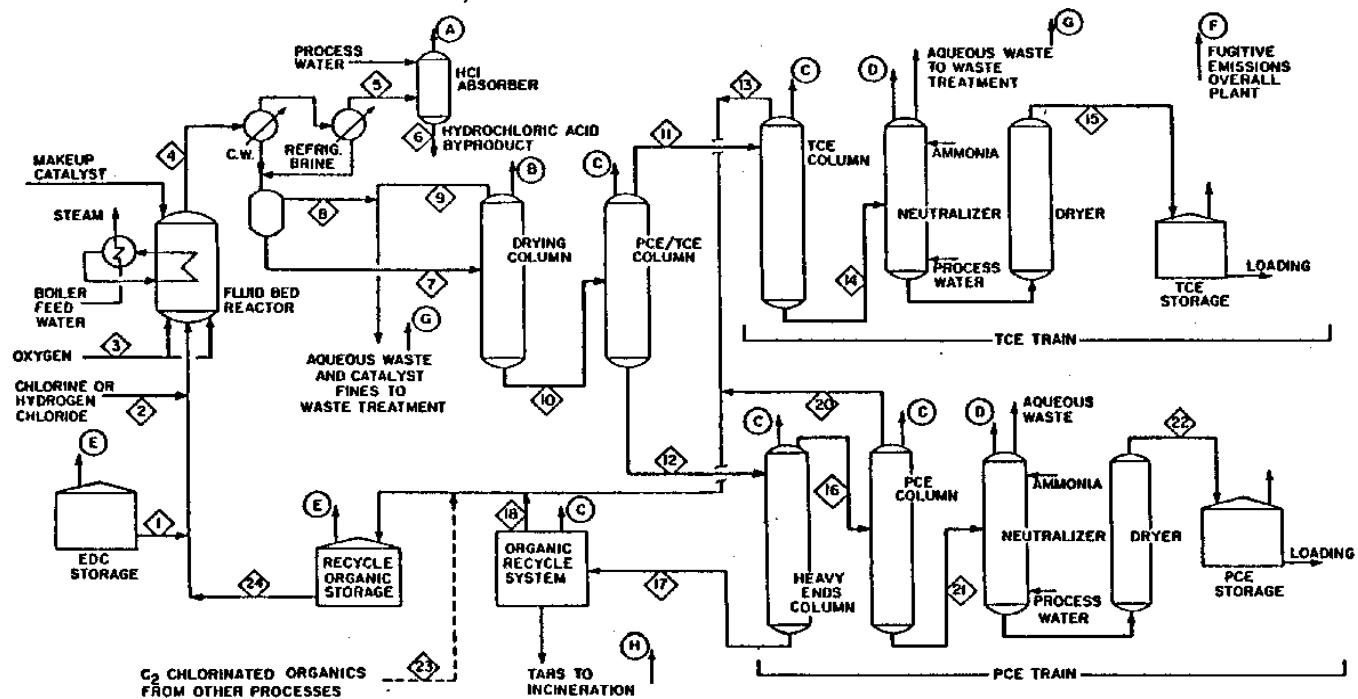 A
PROCESS
WATER
HCl
ABSORBER
5
6
HYDROCHLORIC ACID
BYPRODUCT
4
C.W.
REFRIG.
BRINE
MAKEUP
CATALYST
STEAM
BOILER
FEED
WATER
FLUID BED
REACTOR
OXYGEN
3
CHLORINE OR
HYDROGEN
CHLORIDE
2
E
EDC
STORAGE
1
8
9
7
G
AQUEOUS WASTE
AND CATALYST
FINES TO
WASTE TREATMENT
B
DRYING
COLUMN
10
C
PCE/TCE
COLUMN
11
12
13
C
TCE
COLUMN
14
D
AQUEOUS WASTE
TO WASTE
TREATMENT
G
AMMONIA
NEUTRALIZER
PROCESS
WATER
DRYER
15
F
FUGITIVE
EMISSIONS
OVERALL
PLANT
TCE
STORAGE
LOADING
TCE TRAIN
20
C
HEAVY
ENDS
COLUMN
16
C
PCE
COLUMN
21
D
AQUEOUS
WASTE
AMMONIA
NEUTRALIZER
PROCESS
WATER
DRYER
22
PCE
STORAGE
LOADING
PCE TRAIN
24
E
RECYCLE
ORGANIC
STORAGE
18
C
ORGANIC
RECYCLE
SYSTEM
17
TARS TO
INCINERATION
H
C2 CHLORINATED ORGANICS
FROM OTHER PROCESSES
23